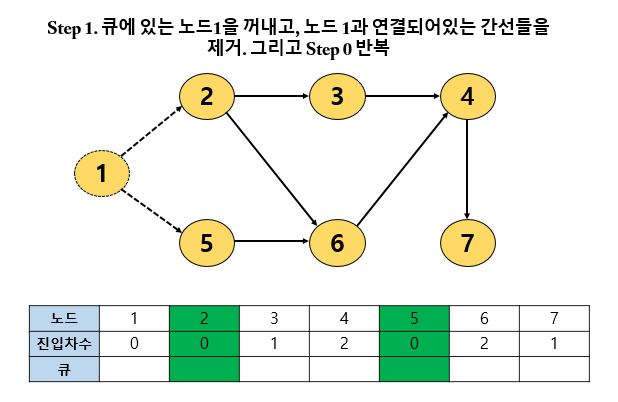 Step 1. 큐에 있는 노드1을 꺼내고, 노드 1과 연결되어있는 간선들을
제거. 그리고 Step 0 반복
2 3 4
1
5 6 7
노드 1 2 3 4 5 6 7
진입차수 0 0 1 2 0 2 1
큐